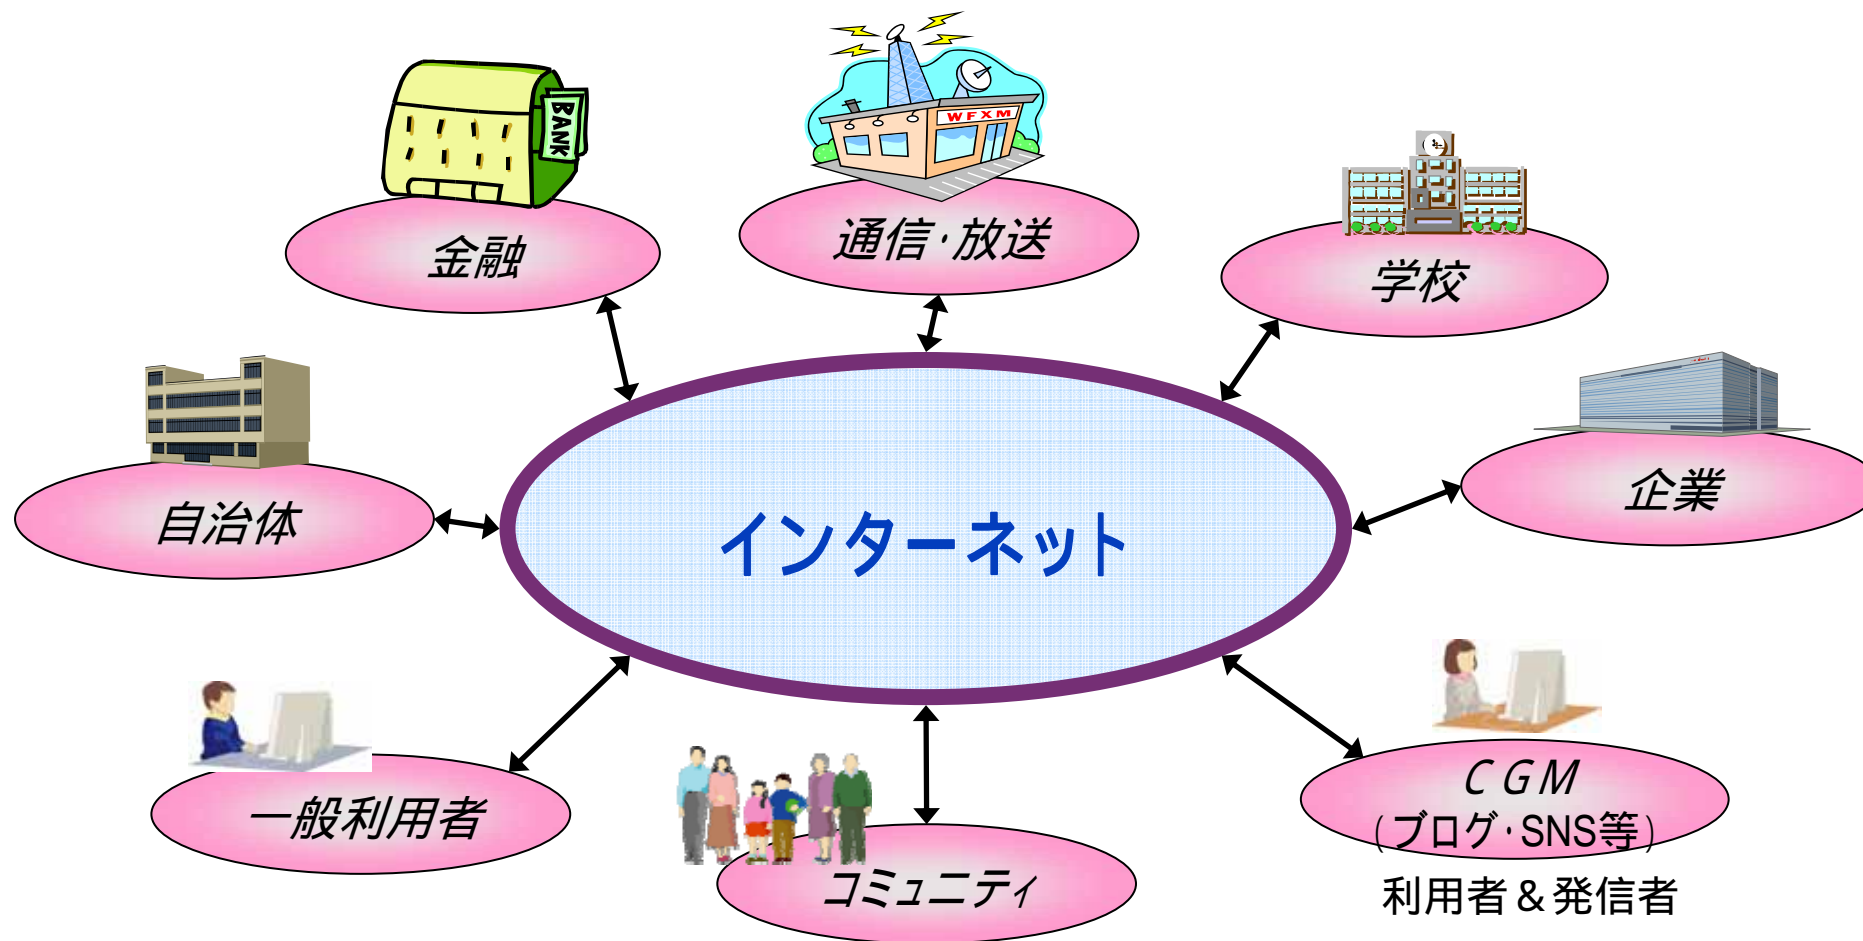 BANK
WFXM
金融
通信・放送
学校
自治体
企業
インターネット
一般利用者
コミュニティ
CGM
(ブログ・SNS等)
利用者&発信者